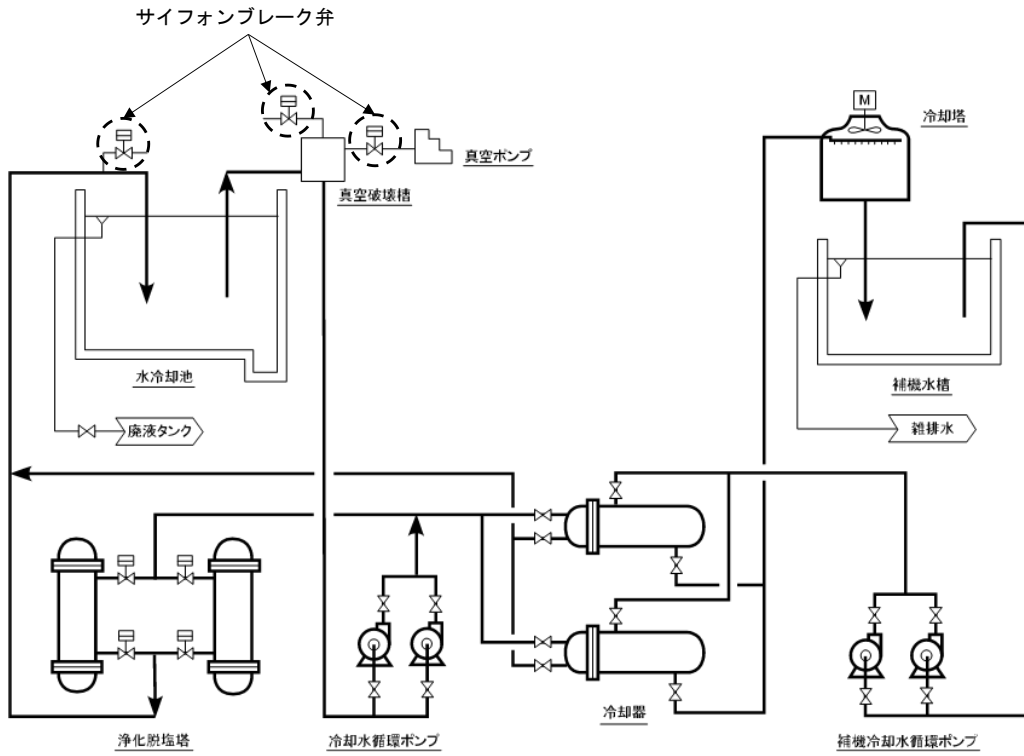 サイフォンブレーク弁
M
冷却塔
真空ポンプ
真空破壊槽
水冷却池
補機水槽
廃液タンク
雑排水
浄化脱塩塔
冷却水循環ポンプ
冷却器
補機冷却水循環ポンプ